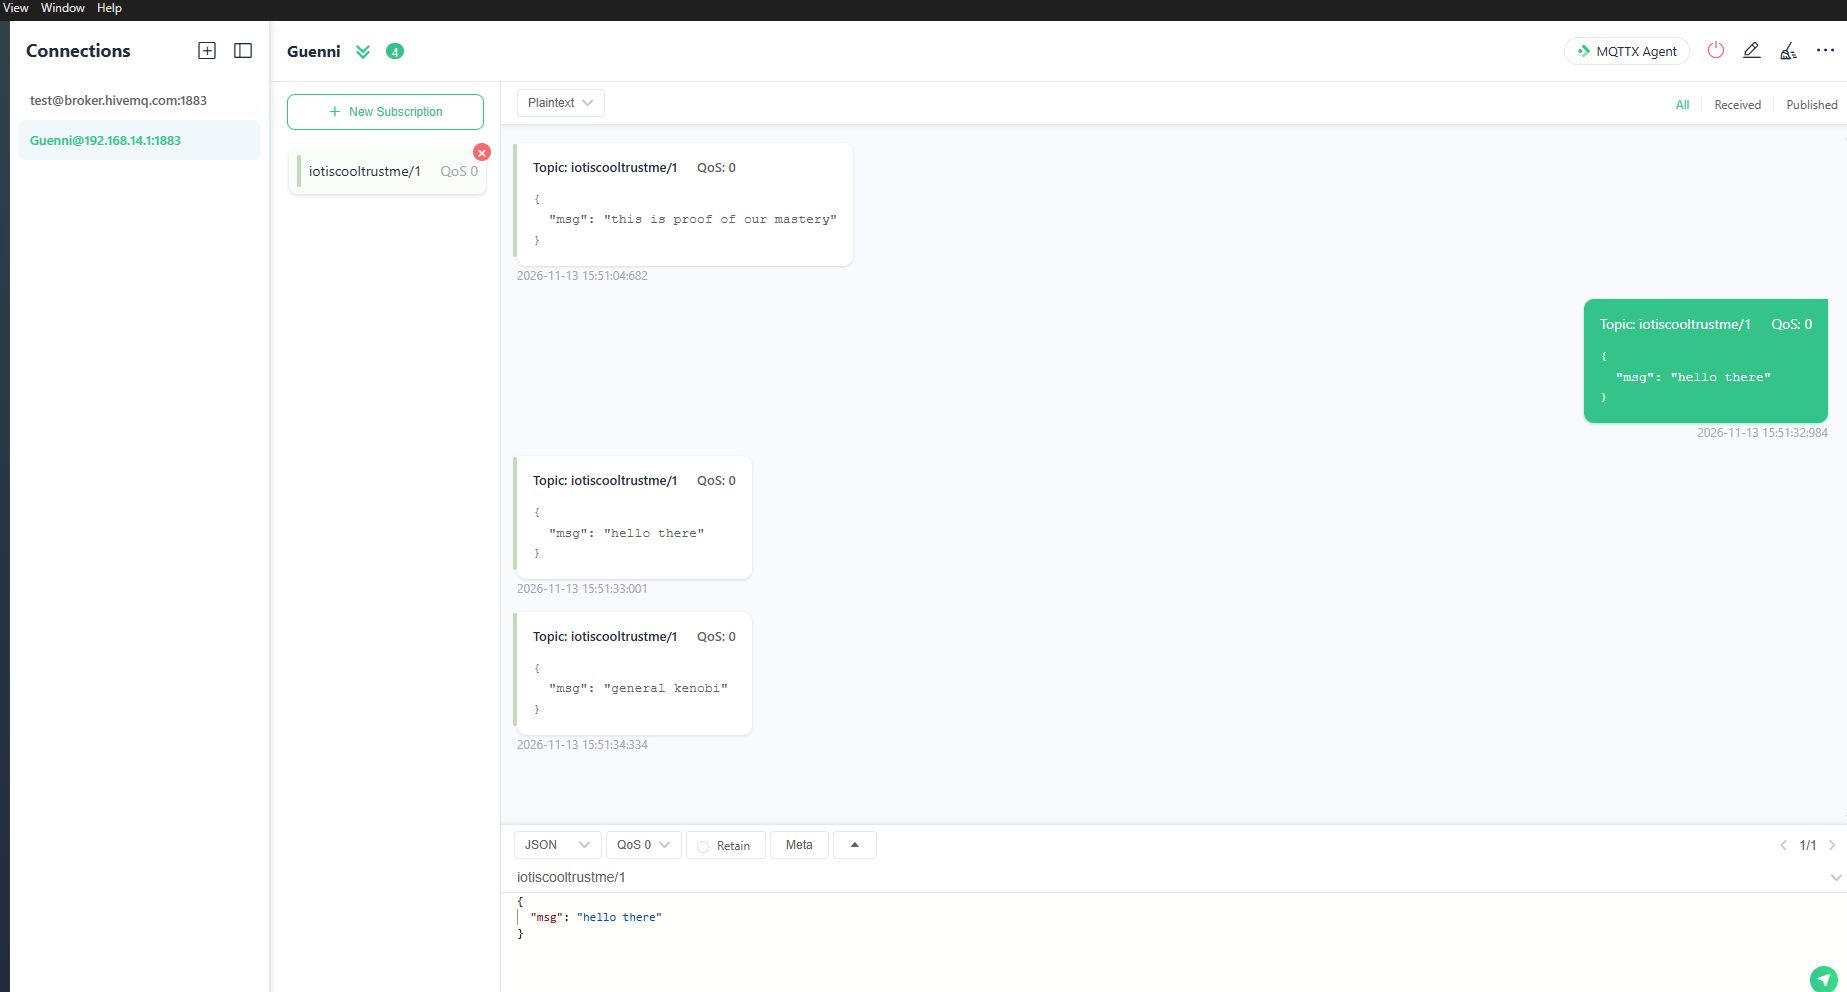 View Window Help
Connections
test@broker.hivemq.com:1883
Guenni@192.168.14.1:1883
Guenni 4
MQTTX Agent
+ New Subscription
iotiscooltrustme/1 QoS 0
Plaintext
All Received Published
Topic: iotiscooltrustme/1 QoS: 0
{
"msg": "this is proof of our mastery"
}
2026-11-13 15:51:04:682
Topic: iotiscooltrustme/1 QoS: 0
{
"msg": "hello there"
}
2026-11-13 15:51:32:984
Topic: iotiscooltrustme/1 QoS: 0
{
"msg": "hello there"
}
2026-11-13 15:51:33:001
Topic: iotiscooltrustme/1 QoS: 0
{
"msg": "general kenobi"
}
2026-11-13 15:51:34:334
JSON QoS 0 Retain Meta
1/1
iotiscooltrustme/1
{
"msg": "hello there"
}